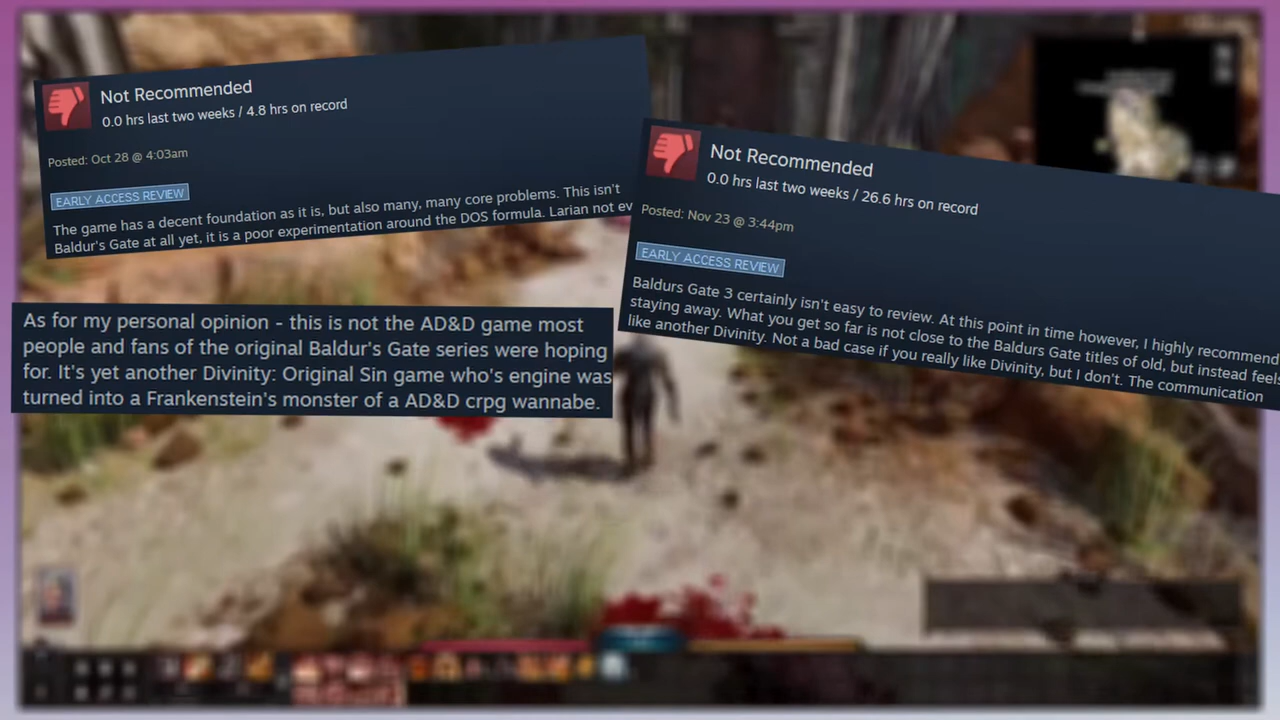 Not Recommended
0.0 hrs last two weeks / 4.8 hrs on record
Posted: Oct 28 @ 4:03am
EARLY ACCESS REVIEW
The game has a decent foundation as it is, but also many, many core problems. This isn't
Baldur's Gate at all yet, it is a poor experimentation around the DOS formula. Larian not ev
Not Recommended
0.0 hrs last two weeks / 26.6 hrs on record
Posted: Nov 23 @ 3:44pm
EARLY ACCESS REVIEW
Baldurs Gate 3 certainly isn't easy to review. At this point in time however, I highly recommend
staying away. What you get so far is not close to the Baldurs Gate titles of old, but instead feels
like another Divinity. Not a bad case if you really like Divinity, but I don't. The communication
As for my personal opinion - this is not the AD&D game most
people and fans of the original Baldur's Gate series were hoping
for. It's yet another Divinity: Original Sin game who's engine was
turned into a Frankenstein's monster of a AD&D crpg wannabe.